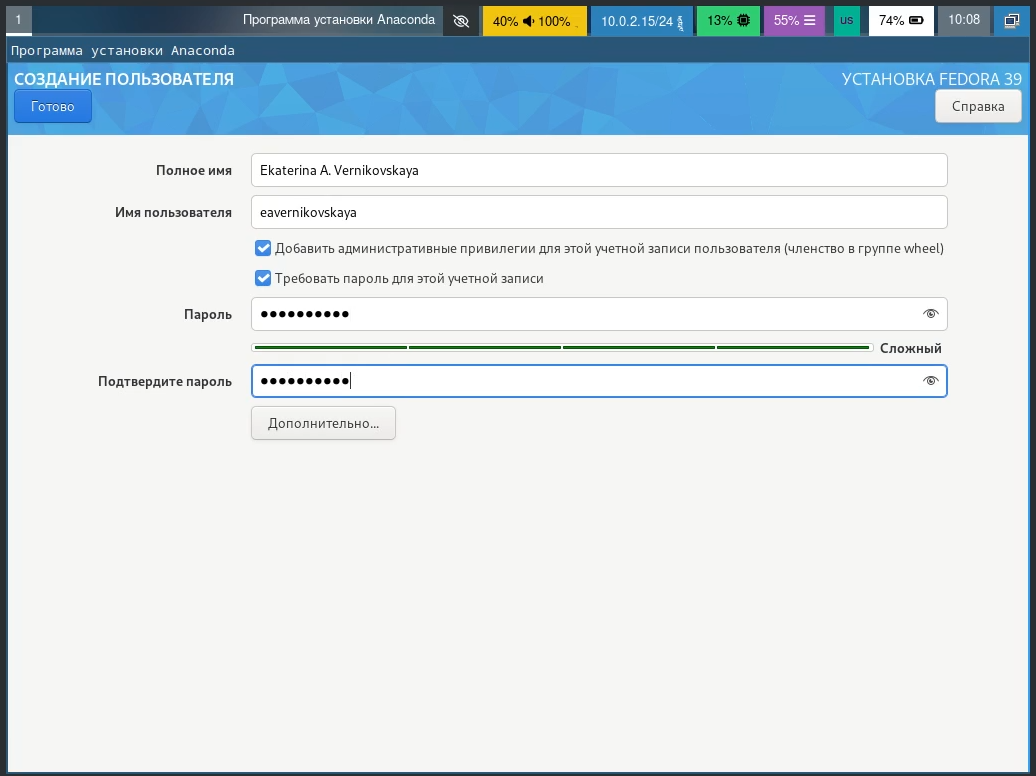 1 Программа установки Anaconda 40% 100% 10.0.2.15/24 13% 55% us 74% 10:08
Программа установки Anaconda
СОЗДАНИЕ ПОЛЬЗОВАТЕЛЯ УСТАНОВКА FEDORA 39
Готово Справка
Полное имя Ekaterina A. Vernikovskaya
Имя пользователя eavernikovskaya
Добавить административные привилегии для этой учетной записи пользователя (членство в группе wheel)
Требовать пароль для этой учетной записи
Пароль ●●●●●●●●●●
Сложный
Подтвердите пароль ●●●●●●●●●●
Дополнительно...